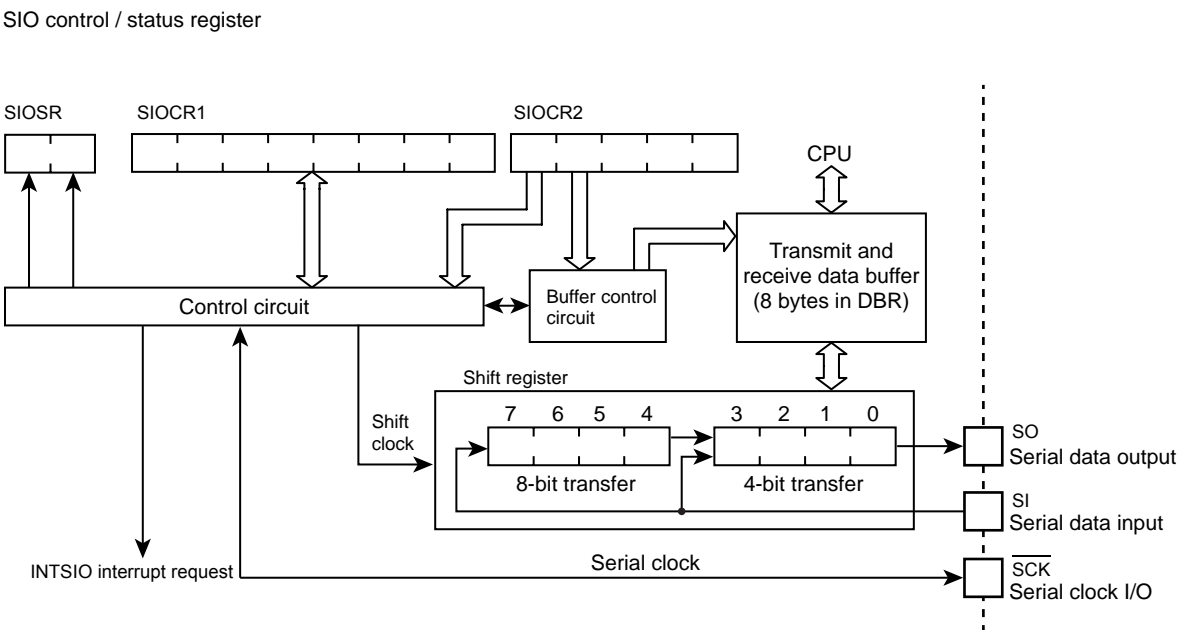 SIO control / status register
SIOSR
SIOCR1
SIOCR2
CPU
Transmit and
receive data buffer
(8 bytes in DBR)
Control circuit
Buffer control
circuit
Shift register
Shift
clock
7 6 5 4
3 2 1 0
8-bit transfer
4-bit transfer
SO
Serial data output
SI
Serial data input
INTSIO interrupt request
Serial clock
SCK
Serial clock I/O